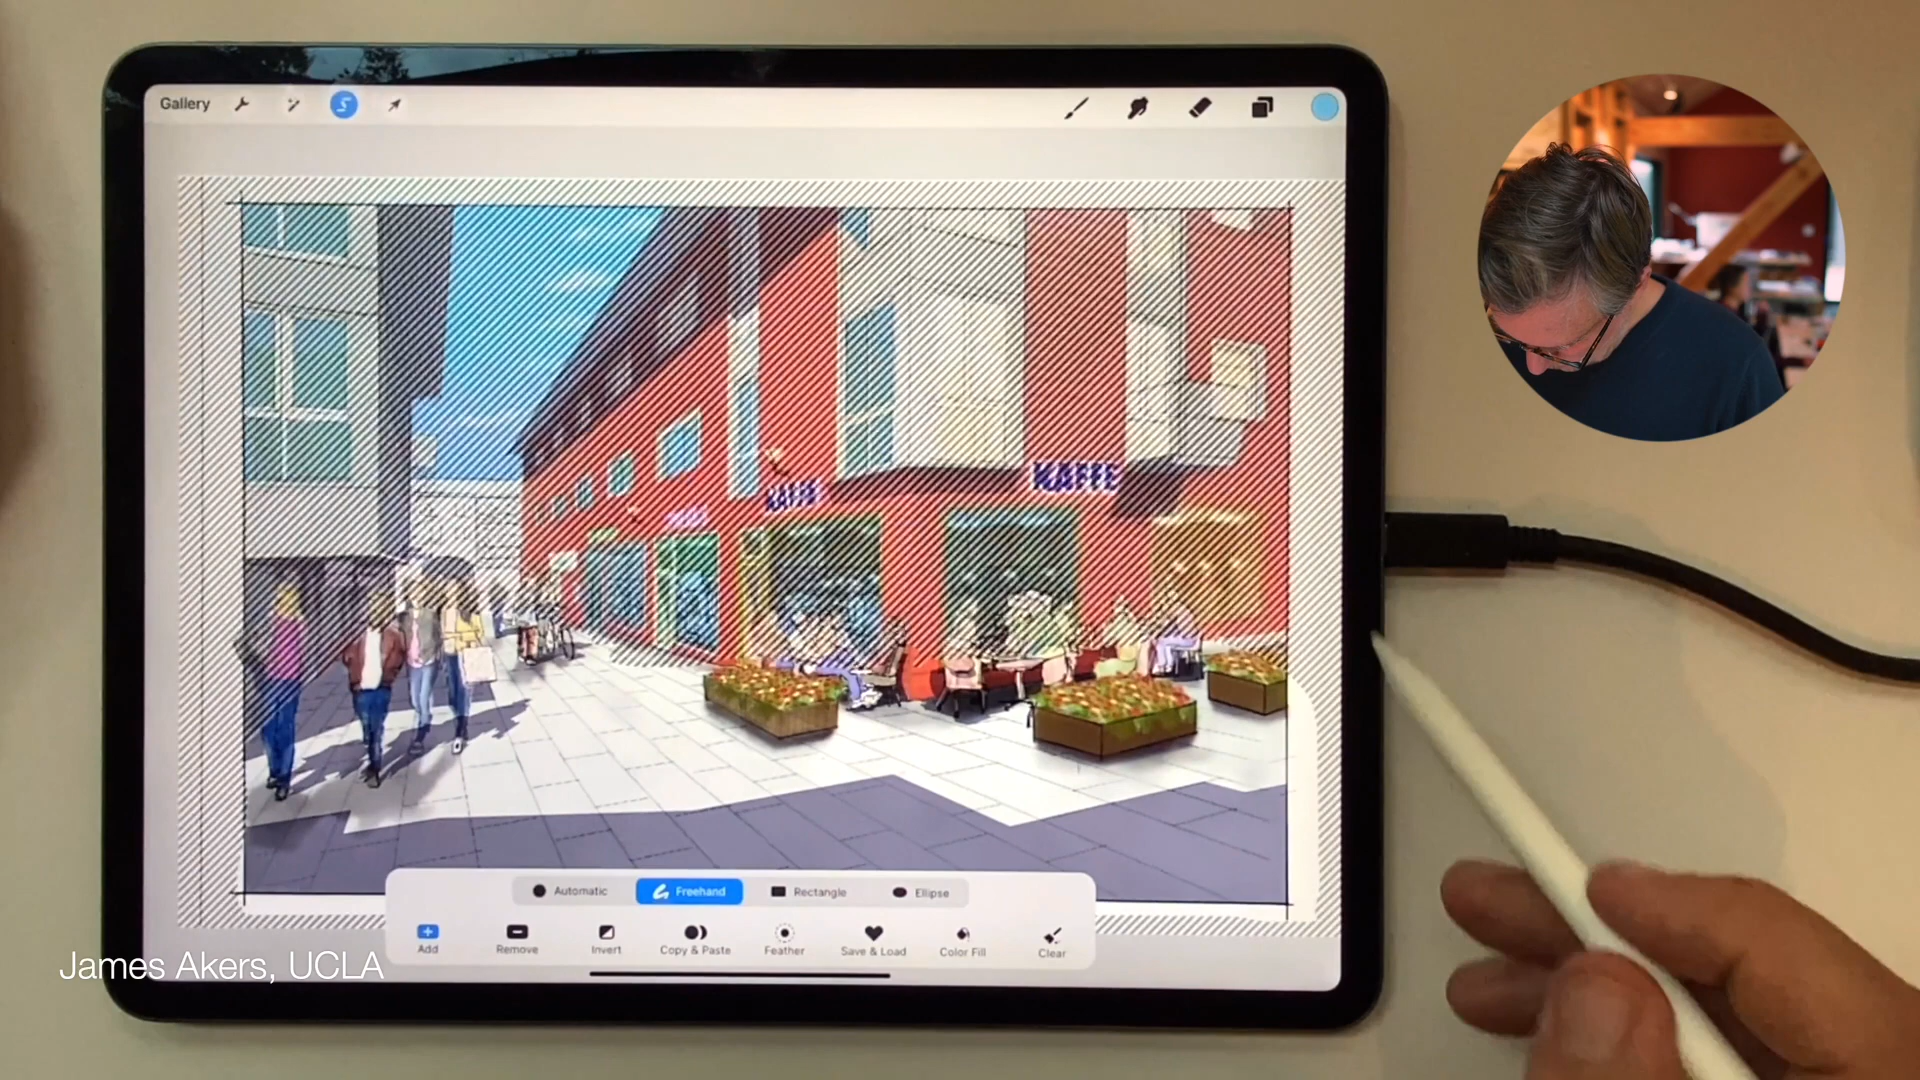 Gallery
KAFFE
KAFFE
Automatic
Freehand
Rectangle
Ellipse
Add
Remove
Invert
Copy & Paste
Feather
Save & Load
Color Fill
Clear
James Akers, UCLA